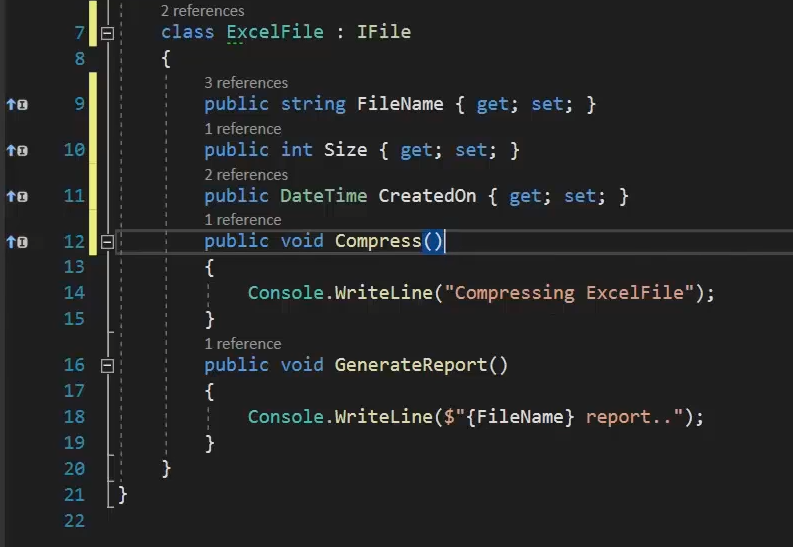 2 references
7 class ExcelFile : IFile
8 {
3 references
9 public string FileName { get; set; }
1 reference
10 public int Size { get; set; }
2 references
11 public DateTime CreatedOn { get; set; }
1 reference
12 public void Compress()
13 {
14 Console.WriteLine("Compressing ExcelFile");
15 }
1 reference
16 public void GenerateReport()
17 {
18 Console.WriteLine($"{FileName} report..");
19 }
20 }
21 }
22